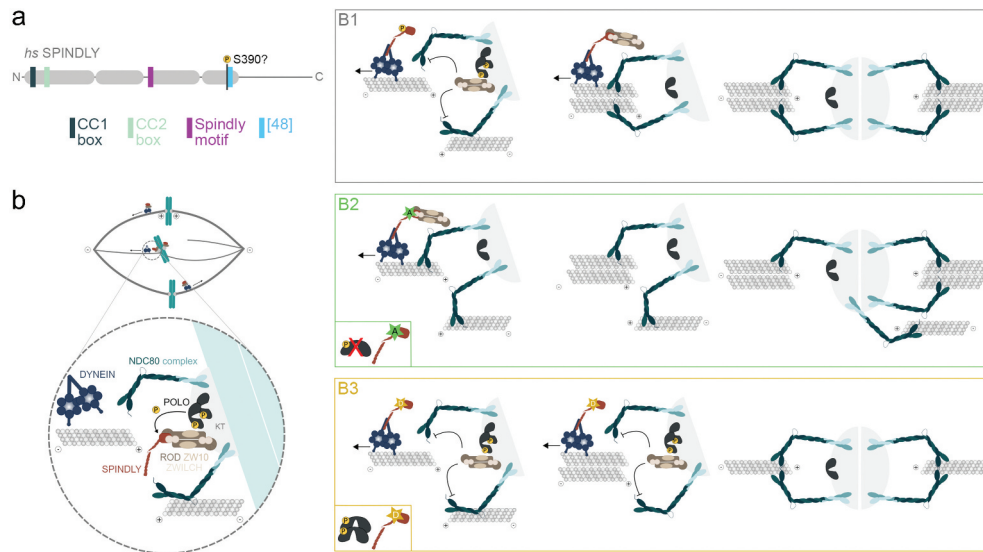 a
hs SPINDLY
P S390?
N
C
CC1 box
CC2 box
Spindly motif
[48]
b
+ +
- -
NDC80 complex
DYNEIN
POLO
P
P
P
KT
ROD ZW10
ZWILCH
SPINDLY
+ -
B1
P
P
P
+ -
+ -
P
+ -
- + + -
B2
A
+
+ -
+
+ -
- + + -
+ -
P A
B3
D
P
P
+
+ -
D
P
P
+ -
- + + -
P P D